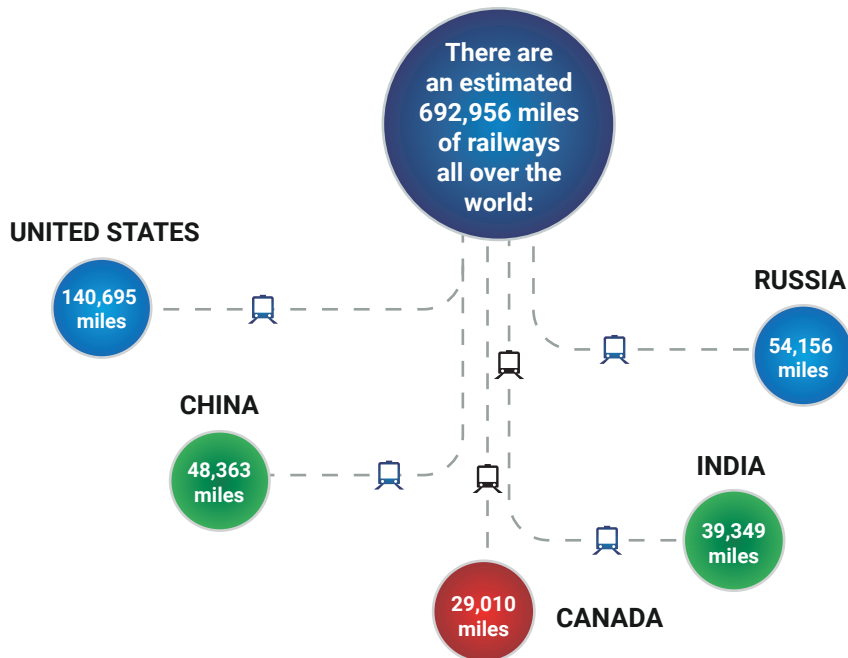 There are
an estimated
692,956 miles
of railways
all over the
world:
UNITED STATES
140,695
miles
RUSSIA
54,156
miles
CHINA
48,363
miles
INDIA
39,349
miles
29,010
miles
CANADA